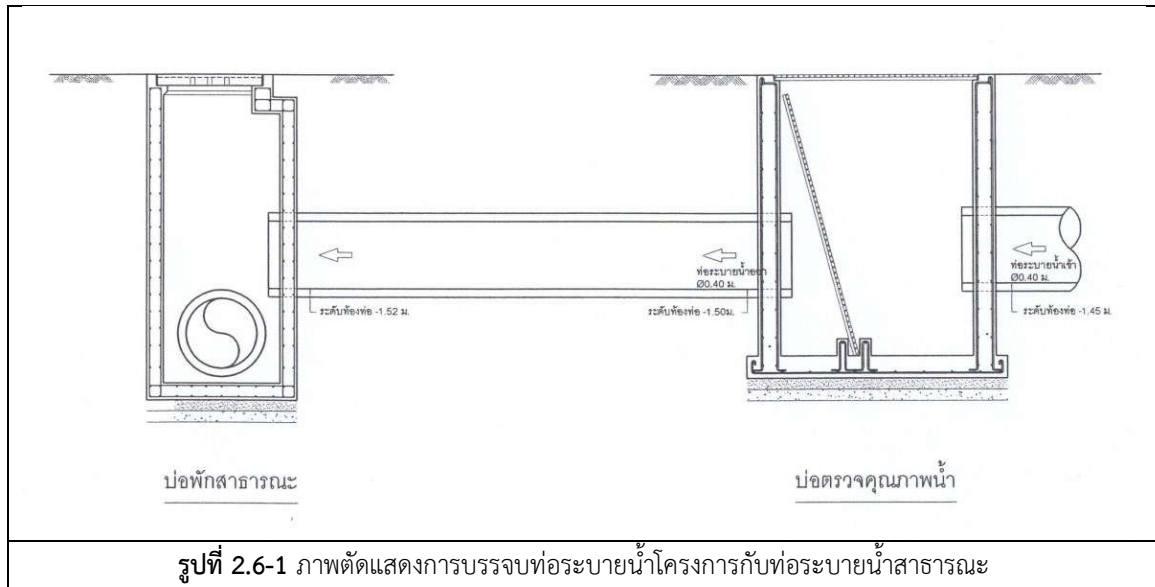 ท่อระบายน้ำออก
Ø0.40 ม.
ท่อระบายน้ำเข้า
Ø0.40 ม.
ระดับท้องท่อ -1.52 ม.
ระดับท้องท่อ -1.50ม.
ระดับท้องท่อ -1.45 ม.
บ่อพักสาธารณะ
บ่อตรวจคุณภาพน้ำ
รูปที่ 2.6-1 ภาพตัดแสดงการบรรจบท่อระบายน้ำโครงการกับท่อระบายน้ำสาธารณะ